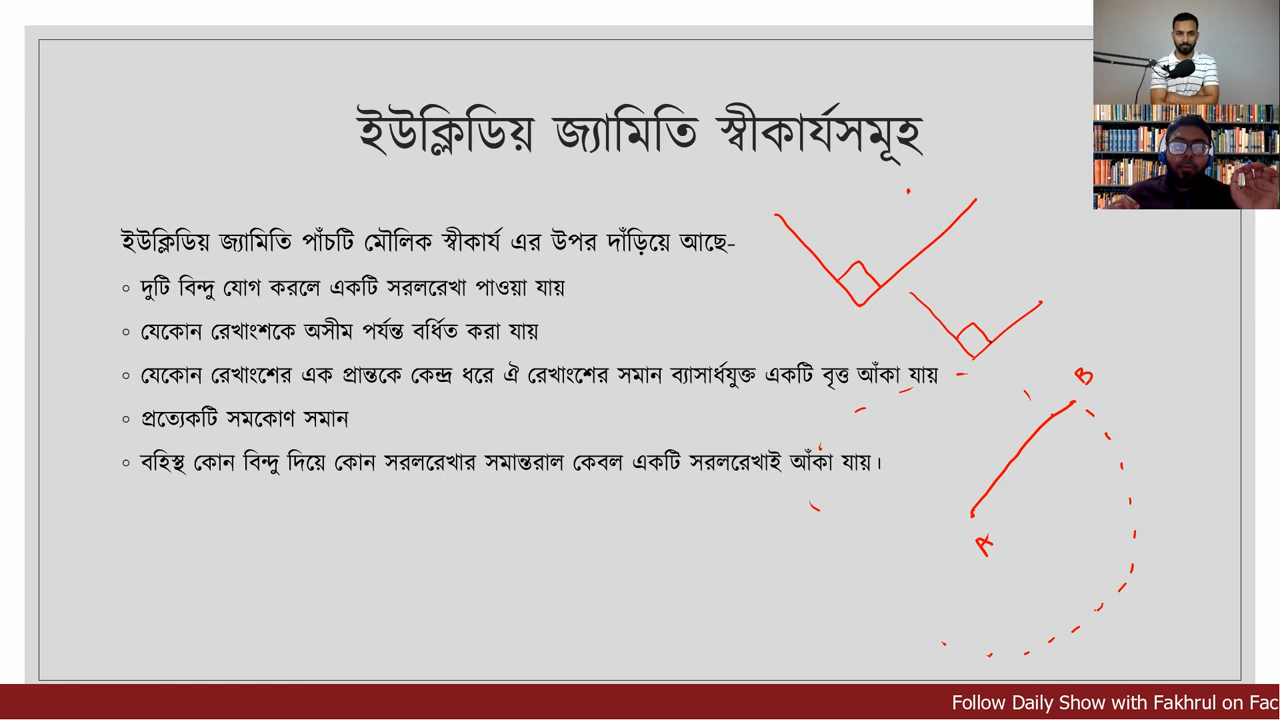 ইউক্লিডিয় জ্যামিতি স্বীকার্যসমূহ
ইউক্লিডিয় জ্যামিতি পাঁচটি মৌলিক স্বীকার্য এর উপর দাঁড়িয়ে আছে-
◦ দুটি বিন্দু যোগ করলে একটি সরলরেখা পাওয়া যায়
◦ যেকোন রেখাংশকে অসীম পর্যন্ত বর্ধিত করা যায়
◦ যেকোন রেখাংশের এক প্রান্তকে কেন্দ্র ধরে ঐ রেখাংশের সমান ব্যাসার্ধযুক্ত একটি বৃত্ত আঁকা যায়
◦ প্রত্যেকটি সমকোণ সমান
◦ বহিস্থ কোন বিন্দু দিয়ে কোন সরলরেখার সমান্তরাল কেবল একটি সরলরেখাই আঁকা যায়।
B
A
Follow Daily Show with Fakhrul on Fac